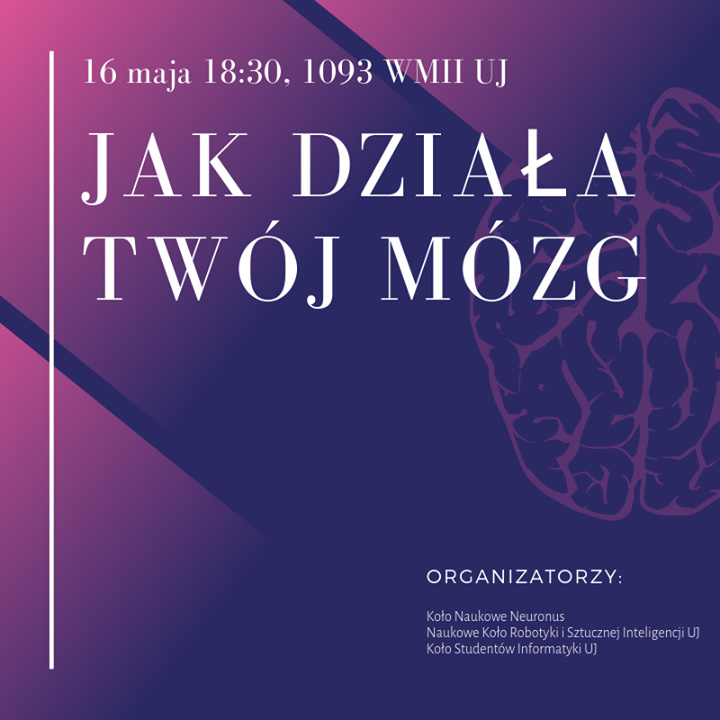 16 maja 18:30, 1093 WMII UJ
JAK DZIAŁA
TWÓJ MÓZG
ORGANIZATORZY:
Koło Naukowe Neuronus
Naukowe Koło Robotyki i Sztucznej Inteligencji UJ
Koło Studentów Informatyki UJ